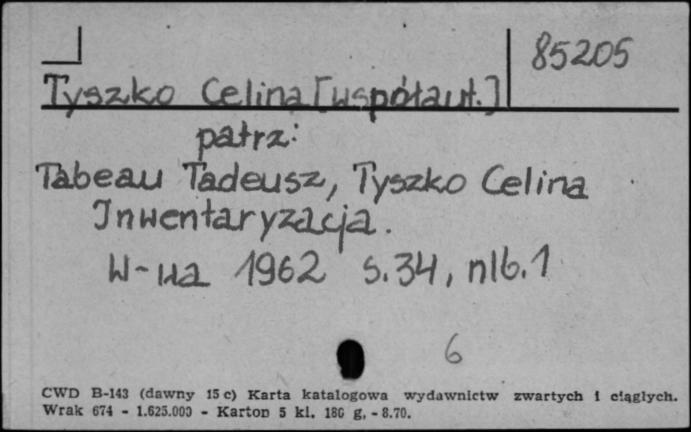 85205
Tyszko Celina [współaut.]
patrz:
Tabeau Tadeusz, Tyszko Celina
Inwentaryzacja.
W-wa 1962 s.34, nlb.1
6
CWD B-143 (dawny 15 c) Karta katalogowa wydawnictw zwartych i ciągłych.
Wrak 674 - 1.625.000 - Karton 5 kl. 180 g. - 8.70.